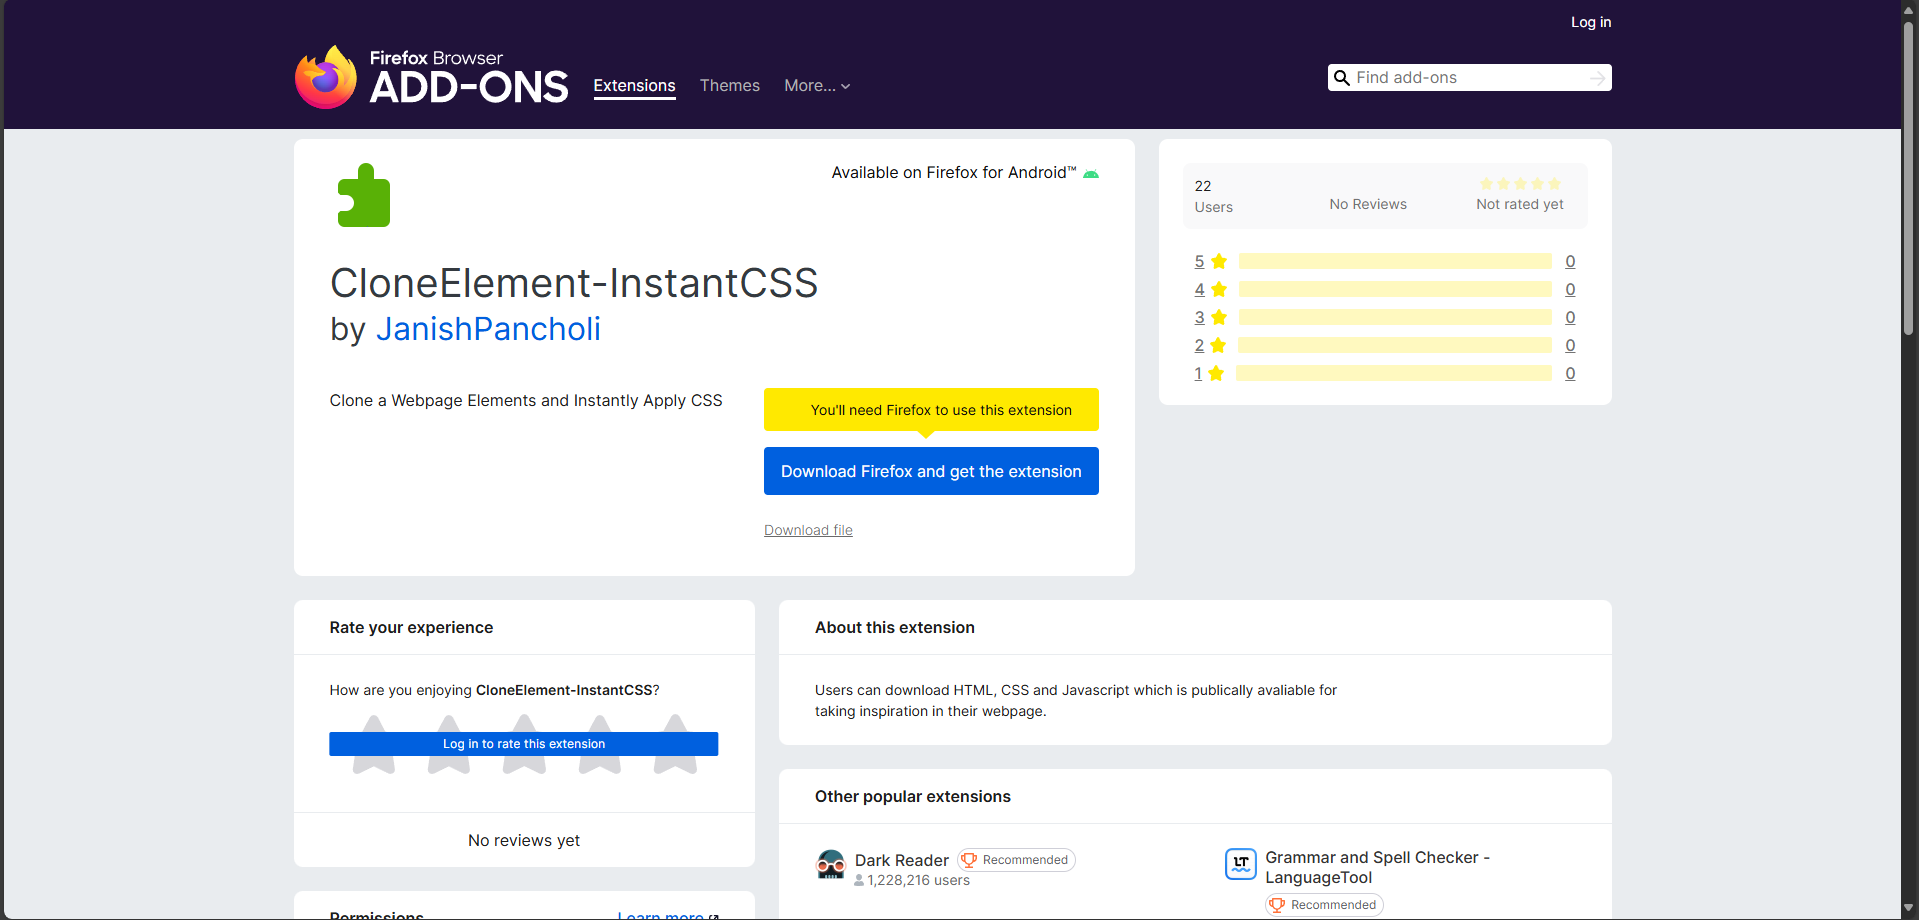 Log in
Firefox Browser
ADD-ONS
Extensions
Themes
More...
Find add-ons
Available on Firefox for Android™
CloneElement-InstantCSS
by JanishPancholi
Clone a Webpage Elements and Instantly Apply CSS
You'll need Firefox to use this extension
Download Firefox and get the extension
Download file
22
Users
No Reviews
Not rated yet
5 0
4 0
3 0
2 0
1 0
Rate your experience
How are you enjoying CloneElement-InstantCSS?
Log in to rate this extension
No reviews yet
Permissions
Learn more
About this extension
Users can download HTML, CSS and Javascript which is publically avaliable for
taking inspiration in their webpage.
Other popular extensions
Dark Reader
Recommended
1,228,216 users
LT
Grammar and Spell Checker -
LanguageTool
Recommended